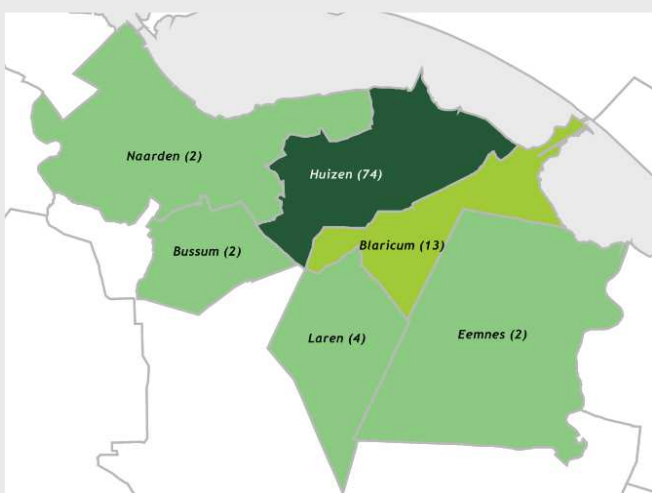 Naarden (2)
Huizen (74)
Bussum (2)
Blaricum (13)
Laren (4)
Eemnes (2)